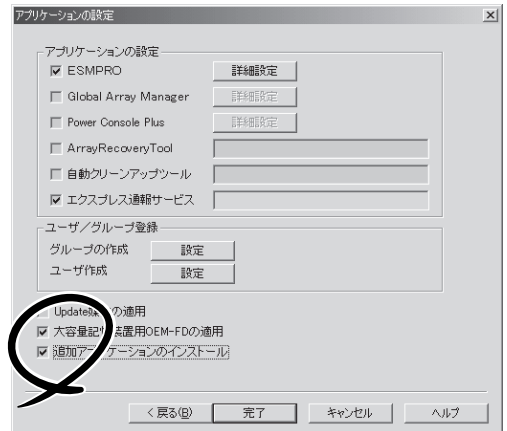 アプリケーションの設定
アプリケーションの設定
ESMPRO 詳細設定
Global Array Manager 詳細設定
Power Console Plus 詳細設定
ArrayRecoveryTool
自動クリーンアップツール
エクスプレス通報サービス
ユーザ/グループ登録
グループの作成 設定
ユーザ作成 設定
Update の適用
大容量記 装置用OEM-FDの適用
追加ア ケーションのインストール
< 戻る(B) 完了 キャンセル ヘルプ